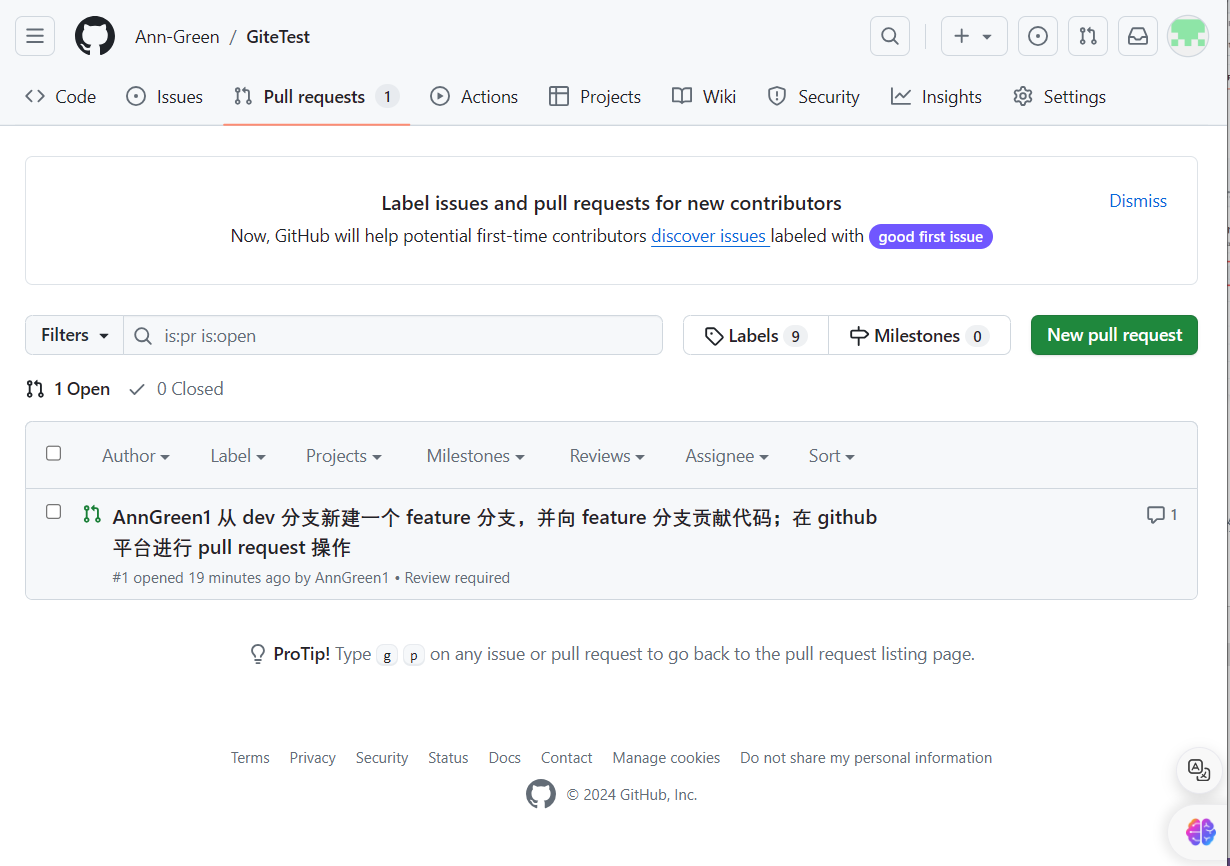 Ann-Green / GiteTest
Code Issues Pull requests 1 Actions Projects Wiki Security Insights Settings
Label issues and pull requests for new contributors
Dismiss
Now, GitHub will help potential first-time contributors discover issues labeled with good first issue
Filters is:pr is:open Labels 9 Milestones 0 New pull request
1 Open 0 Closed
Author Label Projects Milestones Reviews Assignee Sort
AnnGreen1 从 dev 分支新建一个 feature 分支，并向 feature 分支贡献代码；在 github
平台进行 pull request 操作
1
#1 opened 19 minutes ago by AnnGreen1 • Review required
ProTip! Type g p on any issue or pull request to go back to the pull request listing page.
Terms Privacy Security Status Docs Contact Manage cookies Do not share my personal information
© 2024 GitHub, Inc.